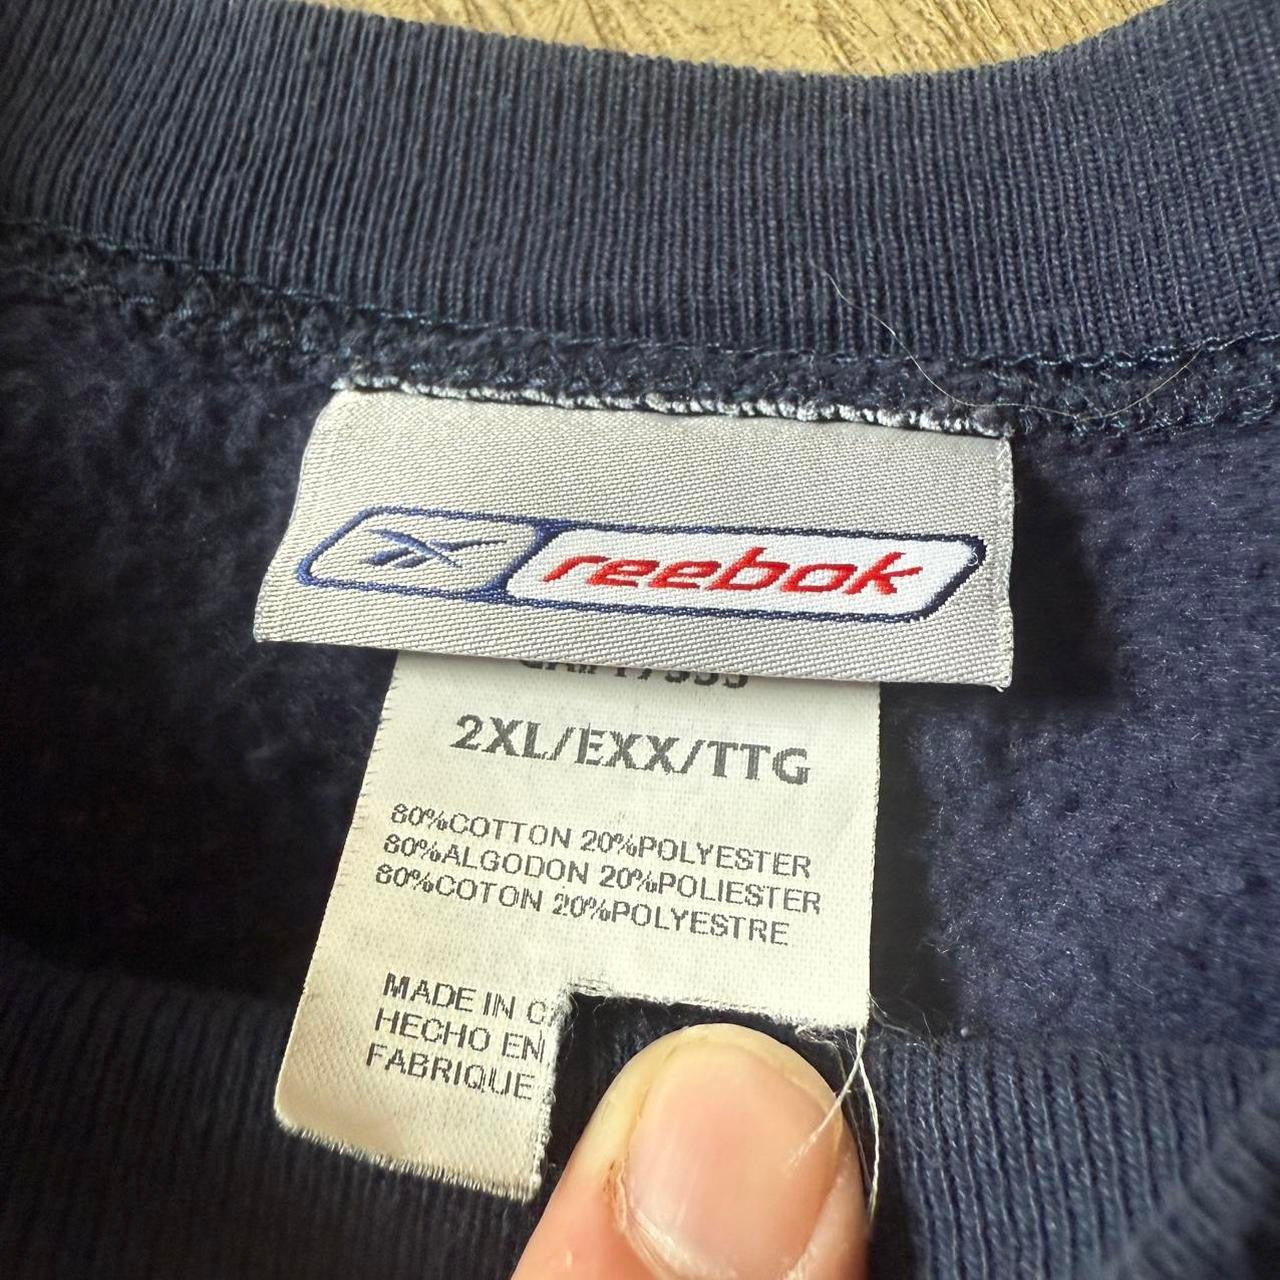 reebok
2XL/EXX/TTG
80%COTTON 20%POLYESTER
80%ALGODON 20%POLIESTER
80%COTON 20%POLYESTRE
MADE IN
HECHO EN
FABRIQUE